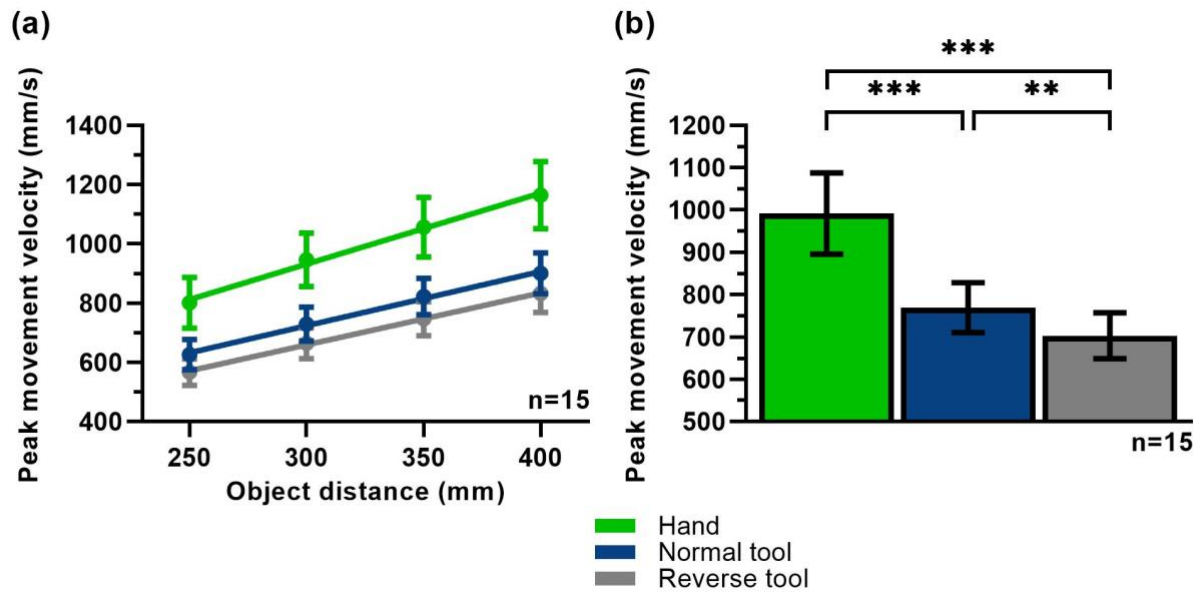 (a)
Peak movement velocity (mm/s)
1400
1200
1000
800
600
400
250 300 350 400
Object distance (mm)
n=15
(b)
Peak movement velocity (mm/s)
***
*** **
1200
1100
1000
900
800
700
600
500
n=15
Hand
Normal tool
Reverse tool